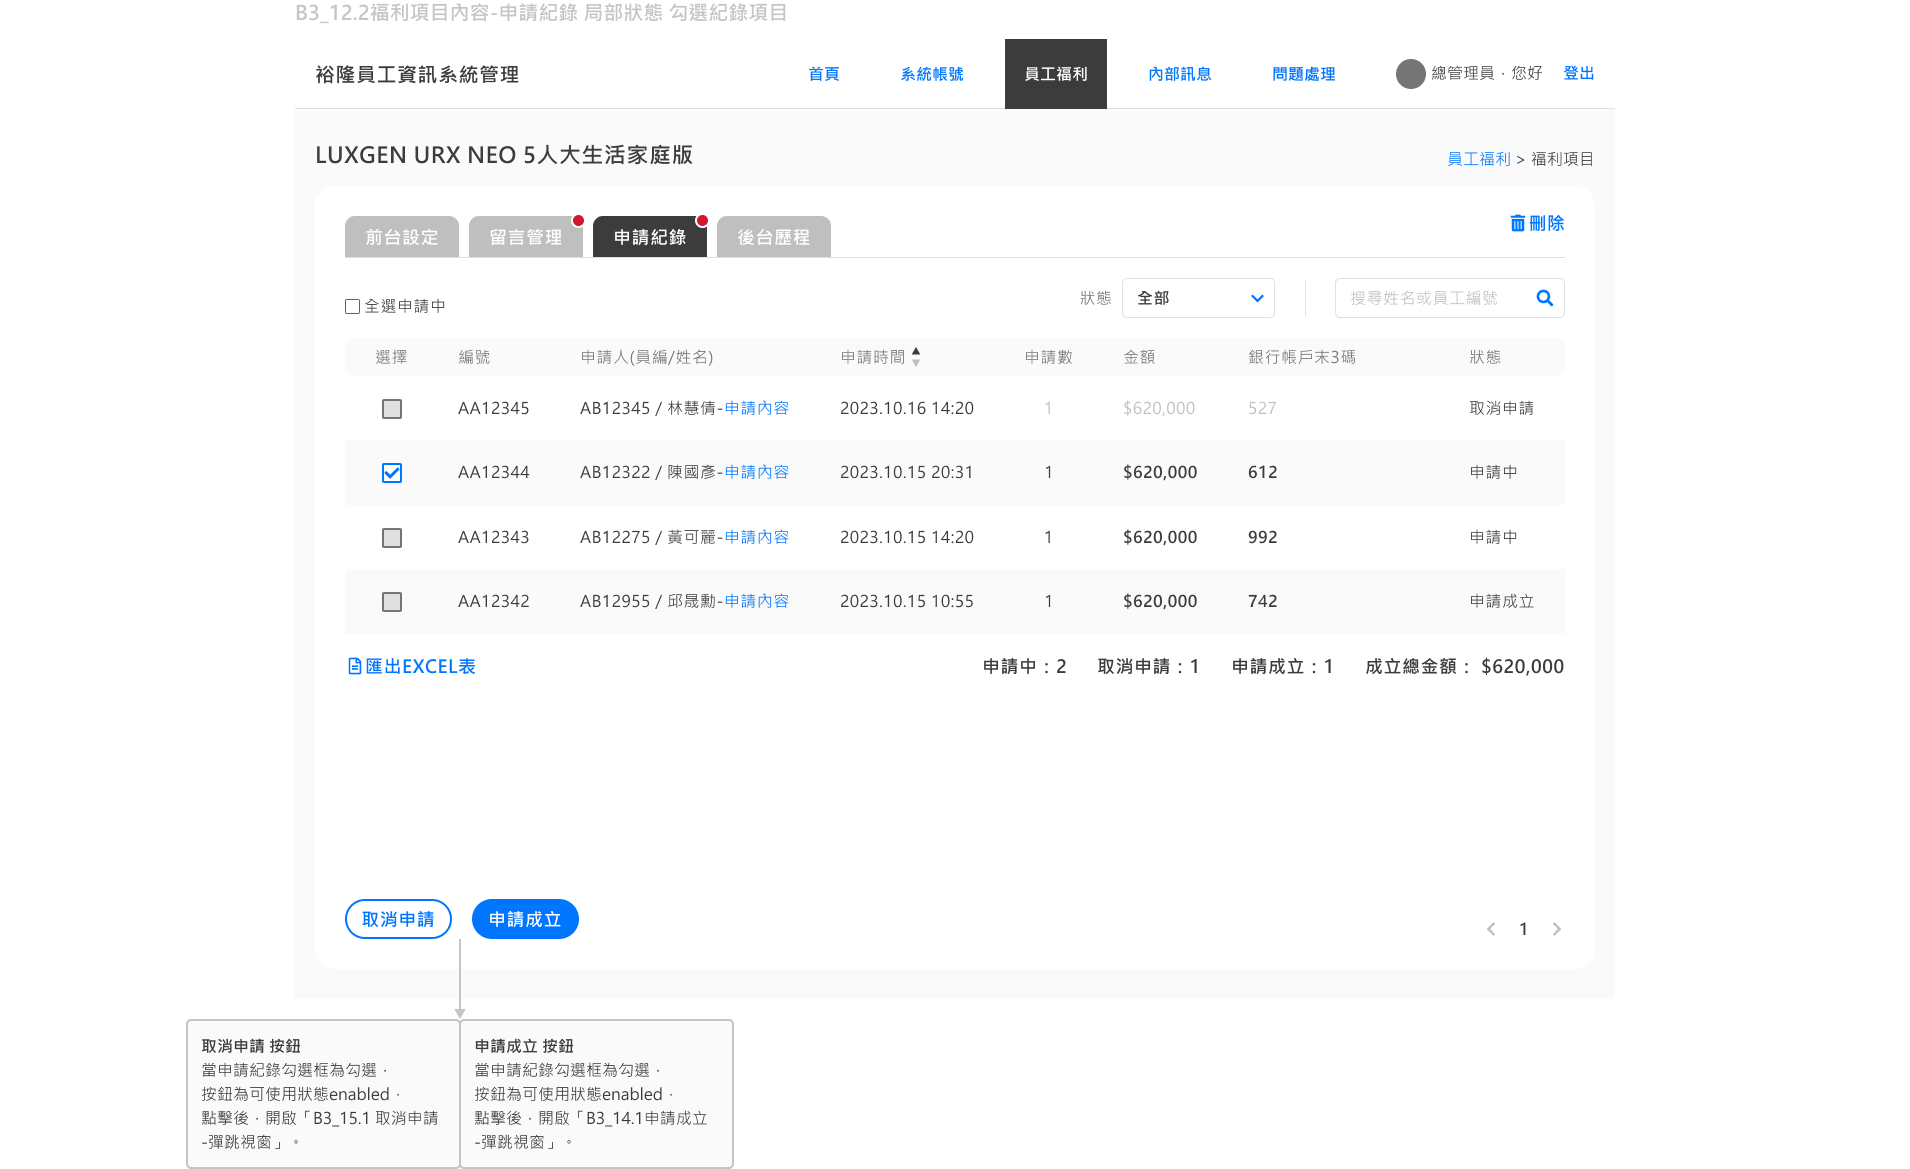 B3_12.2福利項目內容-申請紀錄 局部狀態 勾選紀錄項目
裕隆員工資訊系統管理
首頁
系統帳號
員工福利
內部訊息
問題處理
總管理員，您好
登出
LUXGEN URX NEO 5人大生活家庭版
員工福利 > 福利項目
前台設定
留言管理
申請紀錄
後台歷程
刪除
全選申請中
狀態
全部
搜尋姓名或員工編號
選擇 編號 申請人(員編/姓名) 申請時間 申請數 金額 銀行帳戶末3碼 狀態
AA12345 AB12345 / 林慧倩-申請內容 2023.10.16 14:20 1 $620,000 527 取消申請
AA12344 AB12322 / 陳國彥-申請內容 2023.10.15 20:31 1 $620,000 612 申請中
AA12343 AB12275 / 黃可麗-申請內容 2023.10.15 14:20 1 $620,000 992 申請中
AA12342 AB12955 / 邱晟勳-申請內容 2023.10.15 10:55 1 $620,000 742 申請成立
匯出EXCEL表
申請中：2 取消申請：1 申請成立：1 成立總金額： $620,000
取消申請
申請成立
1
取消申請 按鈕
當申請紀錄勾選框為勾選，
按鈕為可使用狀態enabled，
點擊後，開啟「B3_15.1 取消申請
-彈跳視窗」。
申請成立 按鈕
當申請紀錄勾選框為勾選，
按鈕為可使用狀態enabled，
點擊後，開啟「B3_14.1申請成立
-彈跳視窗」。